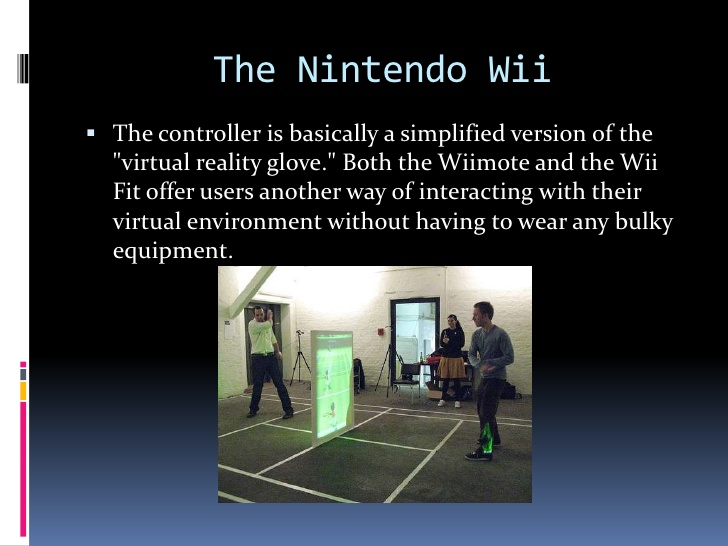 The Nintendo Wii
The controller is basically a simplified version of the
"virtual reality glove." Both the Wiimote and the Wii
Fit offer users another way of interacting with their
virtual environment without having to wear any bulky
equipment.